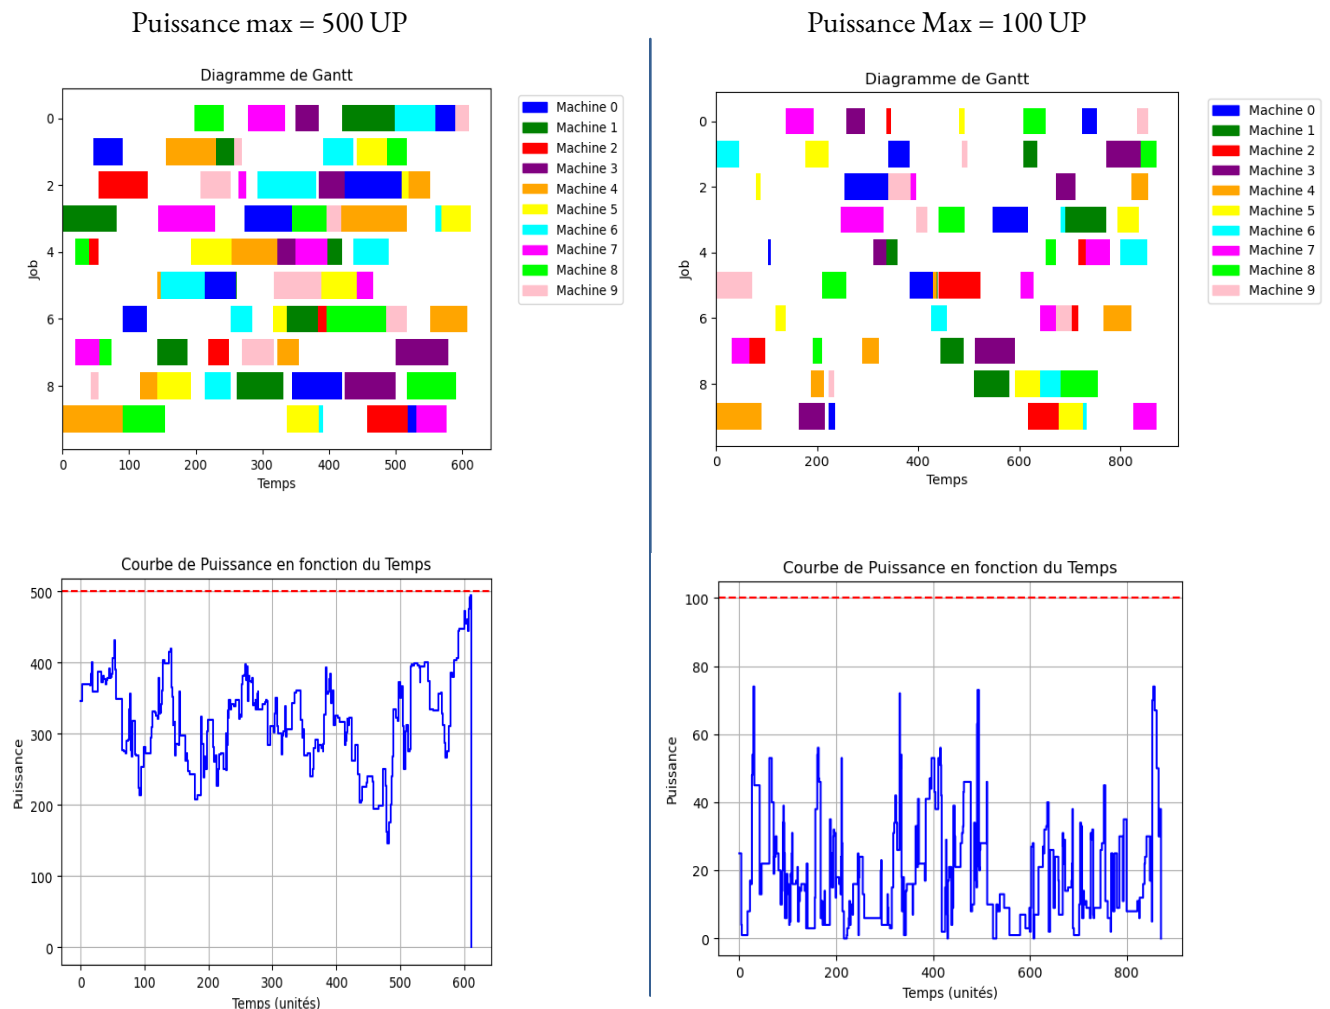 Puissance max = 500 UP
Diagramme de Gantt
0
2
4
6
8
Job
0 100 200 300 400 500 600
Temps
Machine 0
Machine 1
Machine 2
Machine 3
Machine 4
Machine 5
Machine 6
Machine 7
Machine 8
Machine 9
Courbe de Puissance en fonction du Temps
500
400
300
200
100
0
Puissance
0 100 200 300 400 500 600
Temps (unités)
Puissance Max = 100 UP
Diagramme de Gantt
0
2
4
6
8
Job
0 200 400 600 800
Temps
Machine 0
Machine 1
Machine 2
Machine 3
Machine 4
Machine 5
Machine 6
Machine 7
Machine 8
Machine 9
Courbe de Puissance en fonction du Temps
100
80
60
40
20
0
Puissance
0 200 400 600 800
Temps (unités)